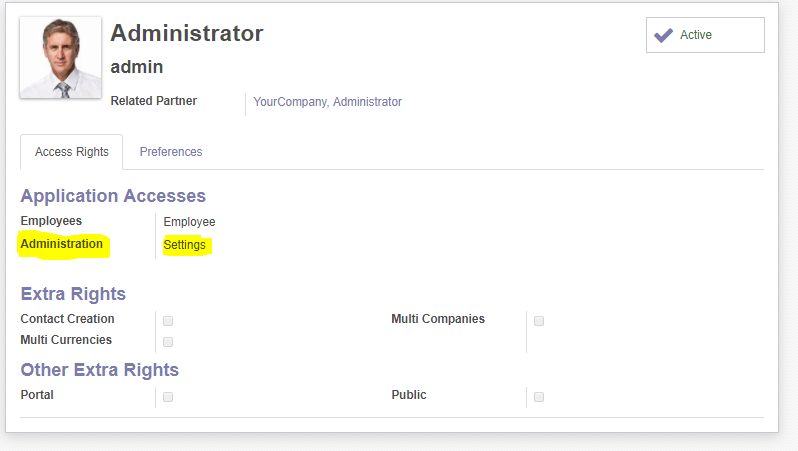 Administrator
Active
admin
Related Partner YourCompany, Administrator
Access Rights Preferences
Application Accesses
Employees Employee
Administration Settings
Extra Rights
Contact Creation Multi Companies
Multi Currencies
Other Extra Rights
Portal Public